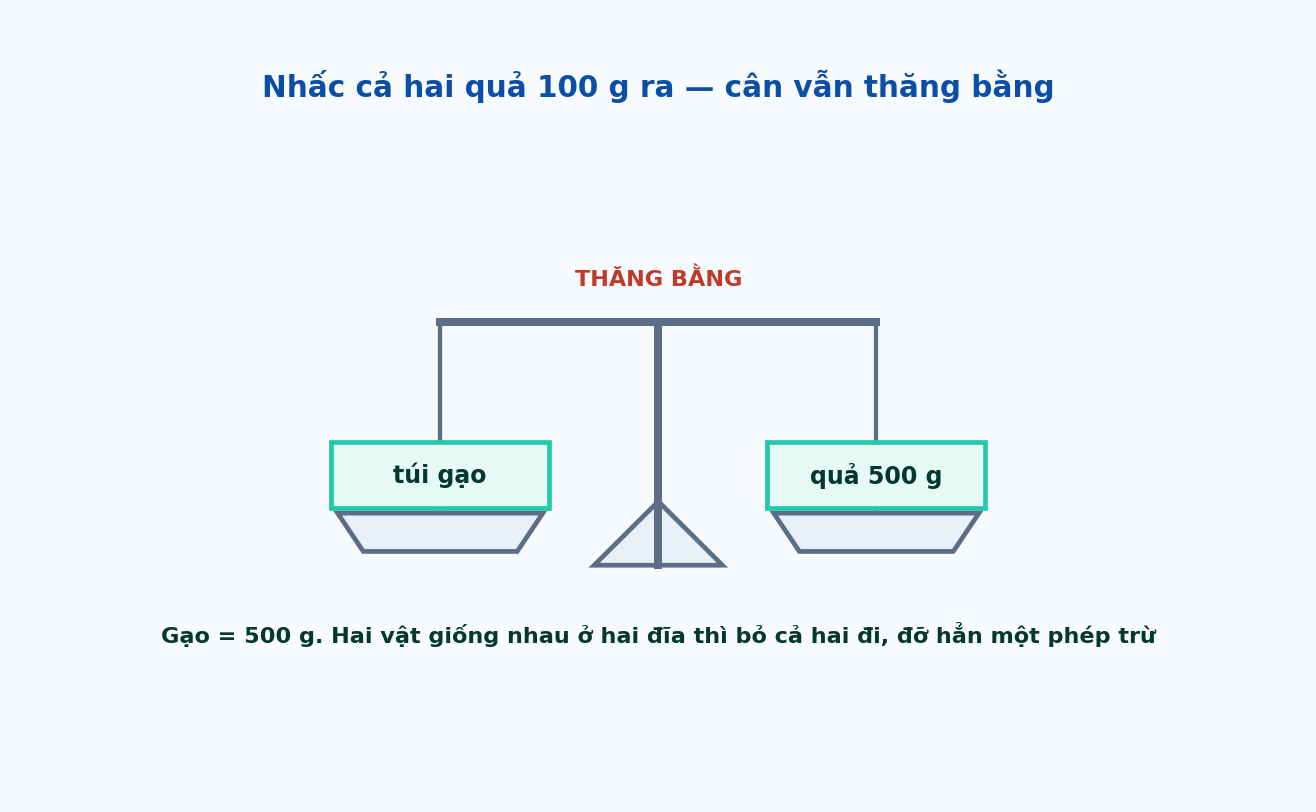 Nhấc cả hai quả 100 g ra — cân vẫn thăng bằng
THĂNG BẰNG
túi gạo
quả 500 g
Gạo = 500 g. Hai vật giống nhau ở hai đĩa thì bỏ cả hai đi, đỡ hẳn một phép trừ